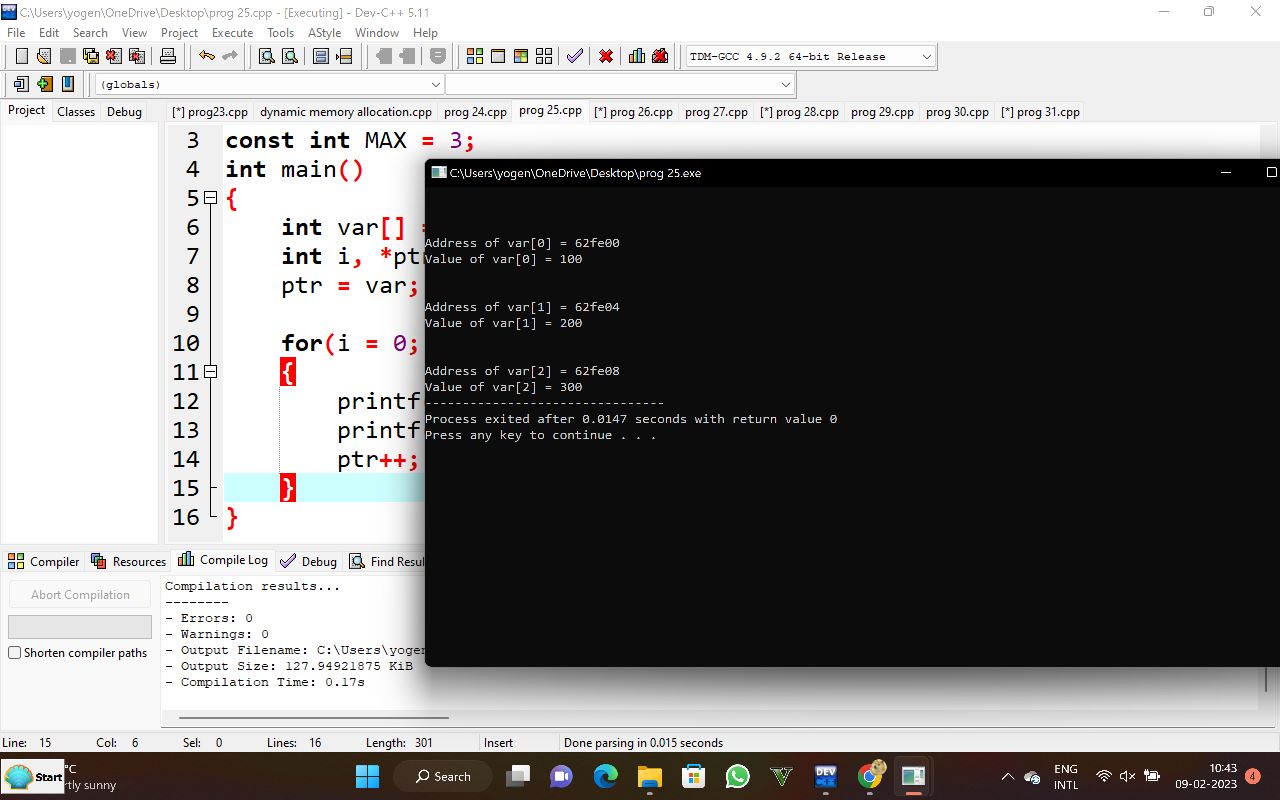 C:\Users\yogen\OneDrive\Desktop\prog 25.cpp - [Executing] - Dev-C++ 5.11
File Edit Search View Project Execute Tools AStyle Window Help
TDM-GCC 4.9.2 64-bit Release
(globals)
Project Classes Debug
[*] prog23.cpp dynamic memory allocation.cpp prog 24.cpp prog 25.cpp [*] prog 26.cpp prog 27.cpp [*] prog 28.cpp prog 29.cpp prog 30.cpp [*] prog 31.cpp
3 const int MAX = 3;
4 int main()
5 {
6 int var[]
7 int i, *pt
8 ptr = var;
9
10 for(i = 0;
11 {
12 printf
13 printf
14 ptr++;
15 }
16 }
C:\Users\yogen\OneDrive\Desktop\prog 25.exe
Address of var[0] = 62fe00
Value of var[0] = 100
Address of var[1] = 62fe04
Value of var[1] = 200
Address of var[2] = 62fe08
Value of var[2] = 300
--------------------------------
Process exited after 0.0147 seconds with return value 0
Press any key to continue . . .
Compiler Resources Compile Log Debug Find Resul
Abort Compilation
Shorten compiler paths
Compilation results...
--------
- Errors: 0
- Warnings: 0
- Output Filename: C:\Users\yogen
- Output Size: 127.94921875 KiB
- Compilation Time: 0.17s
Line: 15 Col: 6 Sel: 0 Lines: 16 Length: 301 Insert Done parsing in 0.015 seconds
Start
°C
rtly sunny
Search
DEV
ENG
INTL
10:43
09-02-2023
4